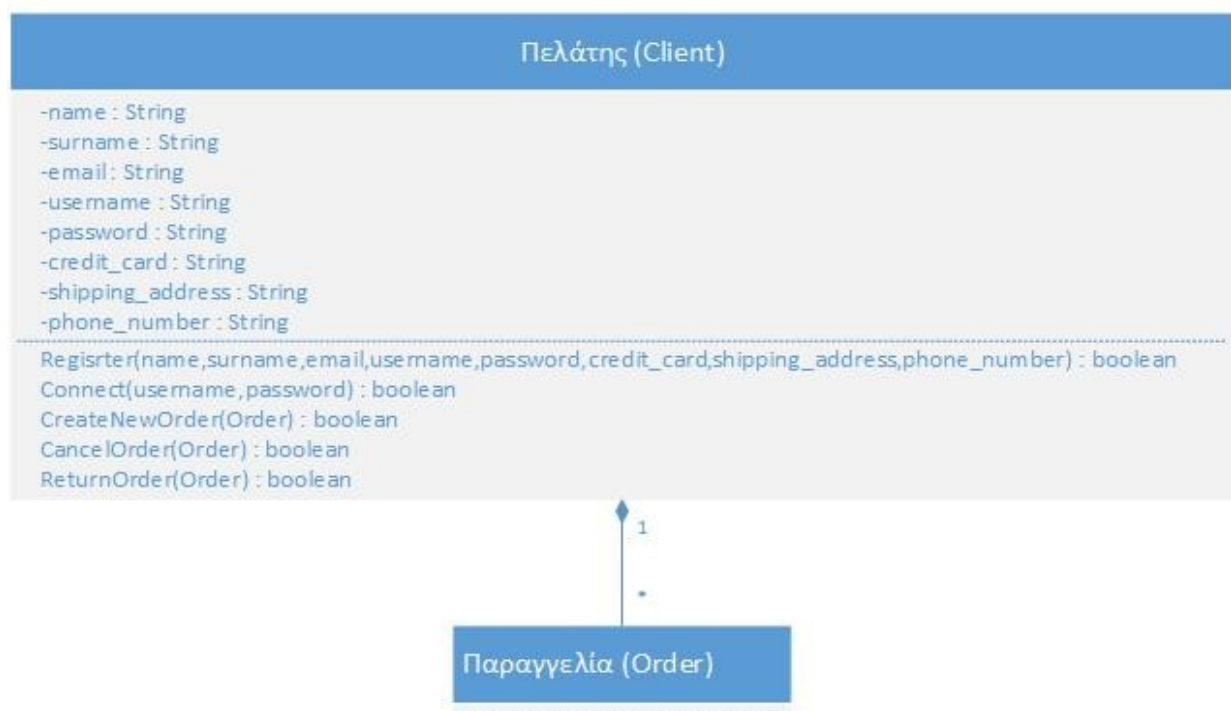 Πελάτης (Client)
-name : String
-surname : String
-email : String
-username : String
-password : String
-credit_card : String
-shipping_address : String
-phone_number : String
Regisrter(name,surname,email,username,password,credit_card,shipping_address,phone_number) : boolean
Connect(username,password) : boolean
CreateNewOrder(Order) : boolean
CancelOrder(Order) : boolean
ReturnOrder(Order) : boolean
1
*
Παραγγελία (Order)